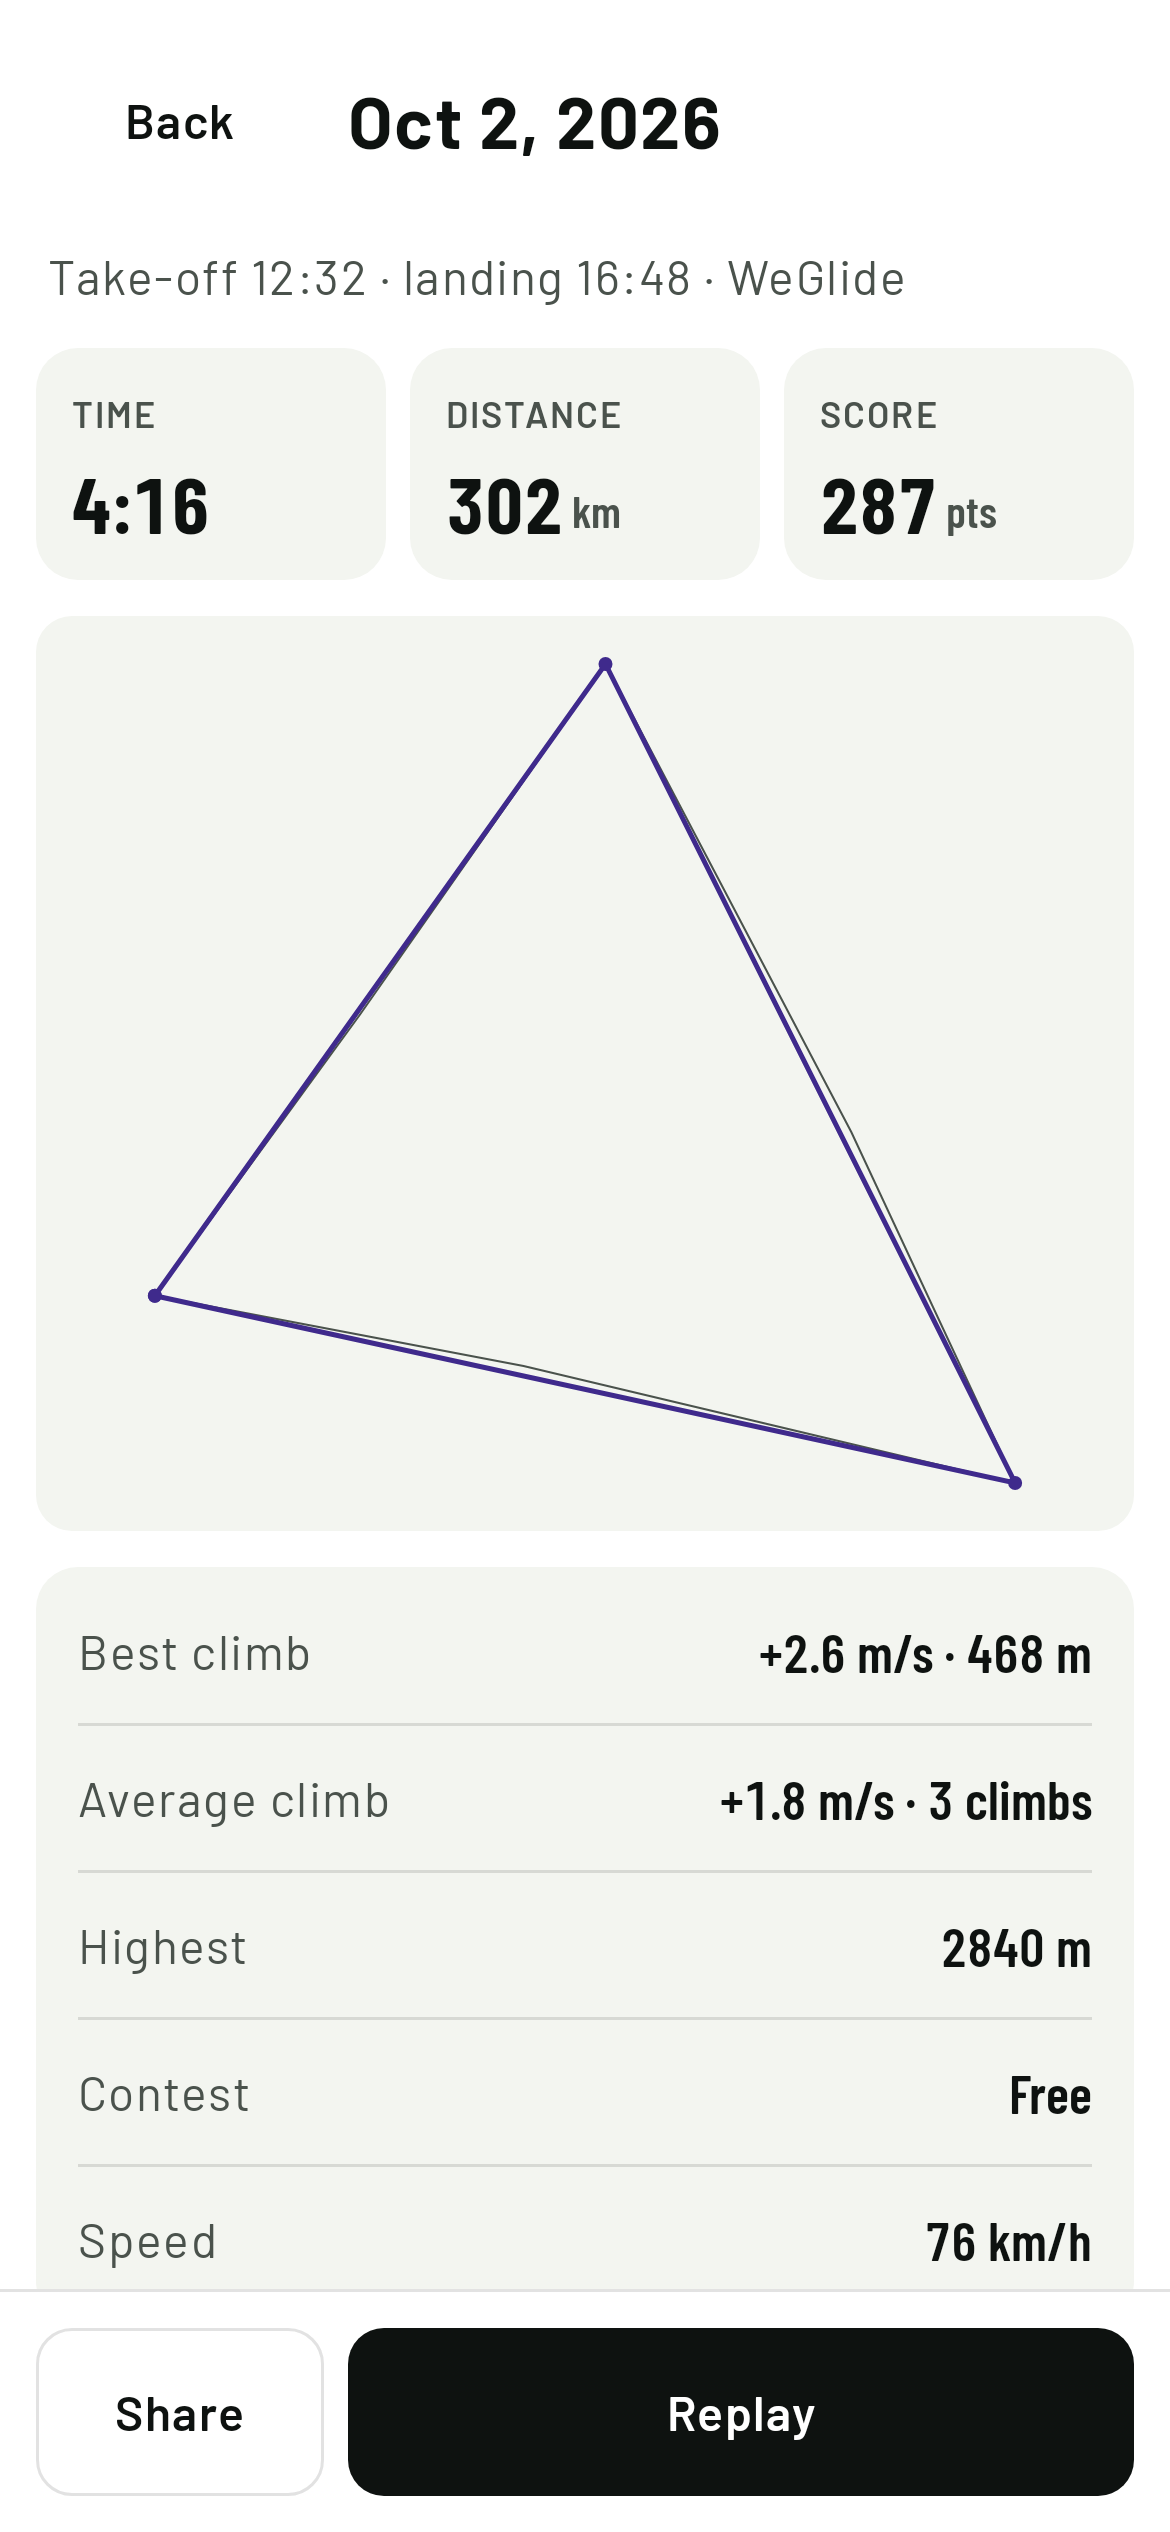 Back
Oct 2, 2026
Take-off 12:32 · landing 16:48 · WeGlide
TIME
4:16
DISTANCE
302 km
SCORE
287 pts
Best climb
+2.6 m/s · 468 m
Average climb
+1.8 m/s · 3 climbs
Highest
2840 m
Contest
Free
Speed
76 km/h
Share
Replay